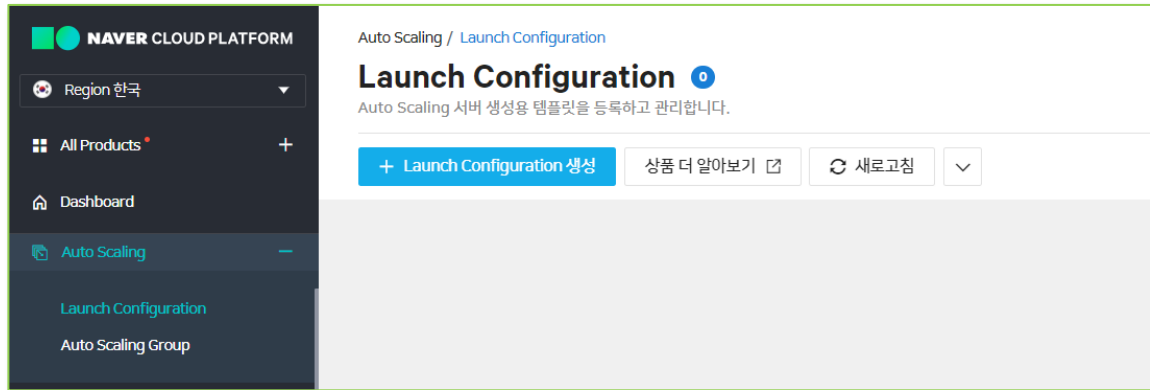 NAVER CLOUD PLATFORM
Region 한국
All Products
Dashboard
Auto Scaling
Launch Configuration
Auto Scaling Group
Auto Scaling / Launch Configuration
Launch Configuration 0
Auto Scaling 서버 생성용 템플릿을 등록하고 관리합니다.
+ Launch Configuration 생성 상품 더 알아보기 새로고침